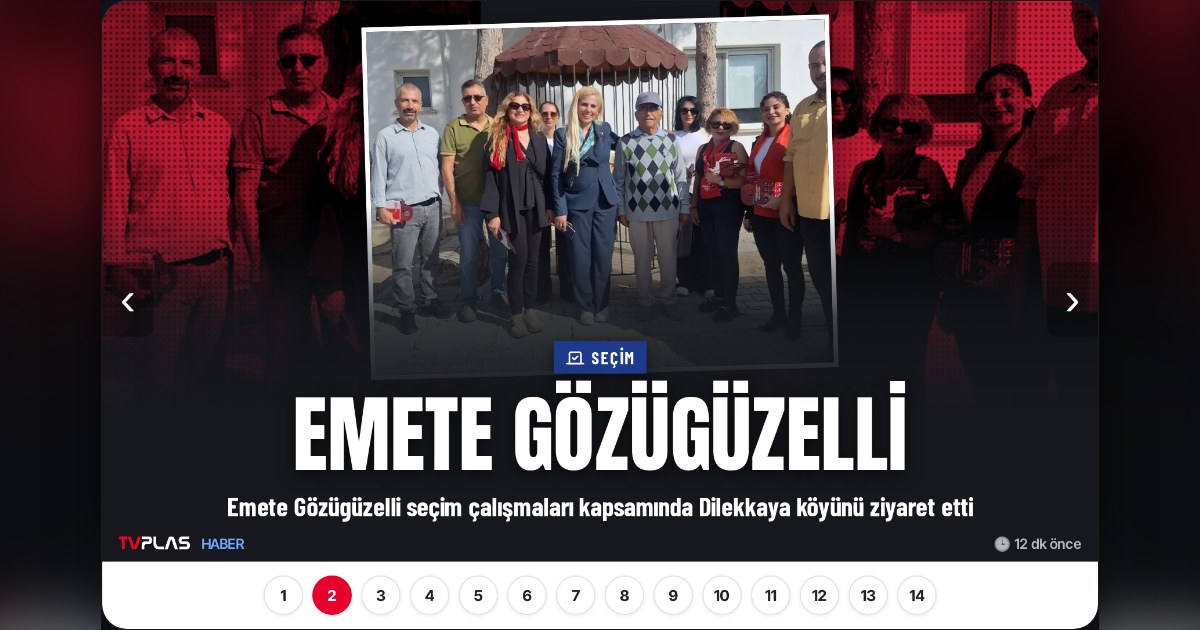 SEÇİM
EMETE GÖZÜGÜZELLİ
Emete Gözügüzelli seçim çalışmaları kapsamında Dilekkaya köyünü ziyaret etti
TVPLAS HABER
12 dk önce
1 2 3 4 5 6 7 8 9 10 11 12 13 14